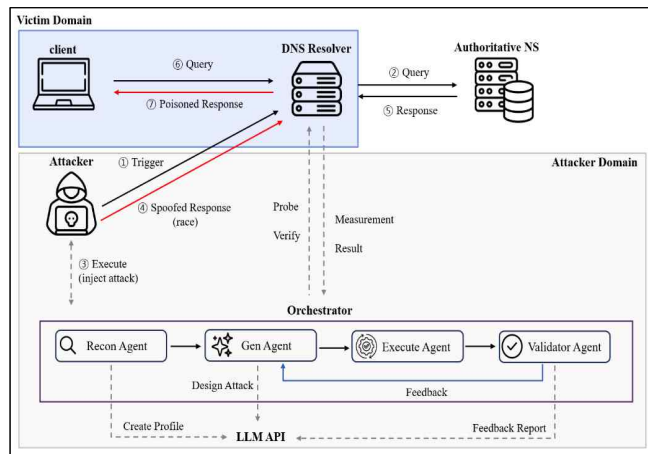 Victim Domain
client
DNS Resolver
Authoritative NS
⑥ Query
② Query
⑦ Poisoned Response
⑤ Response
Attacker
① Trigger
Attacker Domain
④ Spoofed Response
(race)
Probe
Verify
Measurement
Result
③ Execute
(inject attack)
Orchestrator
Recon Agent
Gen Agent
Execute Agent
Validator Agent
Design Attack
Feedback
Create Profile
Feedback Report
LLM API